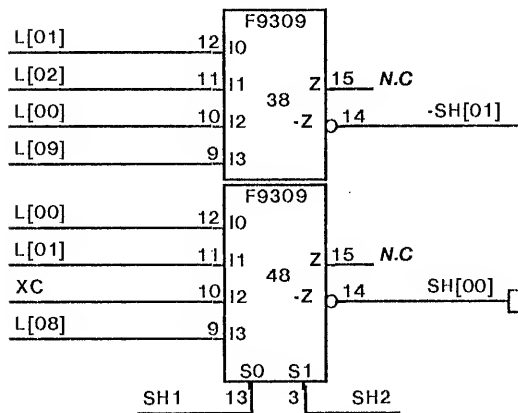 F9309
L[01] 12 I0
L[02] 11 I1 Z 15 N.C
38
L[00] 10 I2 -Z 14 -SH[01]
L[09] 9 I3
F9309
L[00] 12 I0
L[01] 11 I1 Z 15 N.C
48
XC 10 I2 -Z 14 SH[00]
L[08] 9 I3
S0 S1
SH1 13 3 SH2